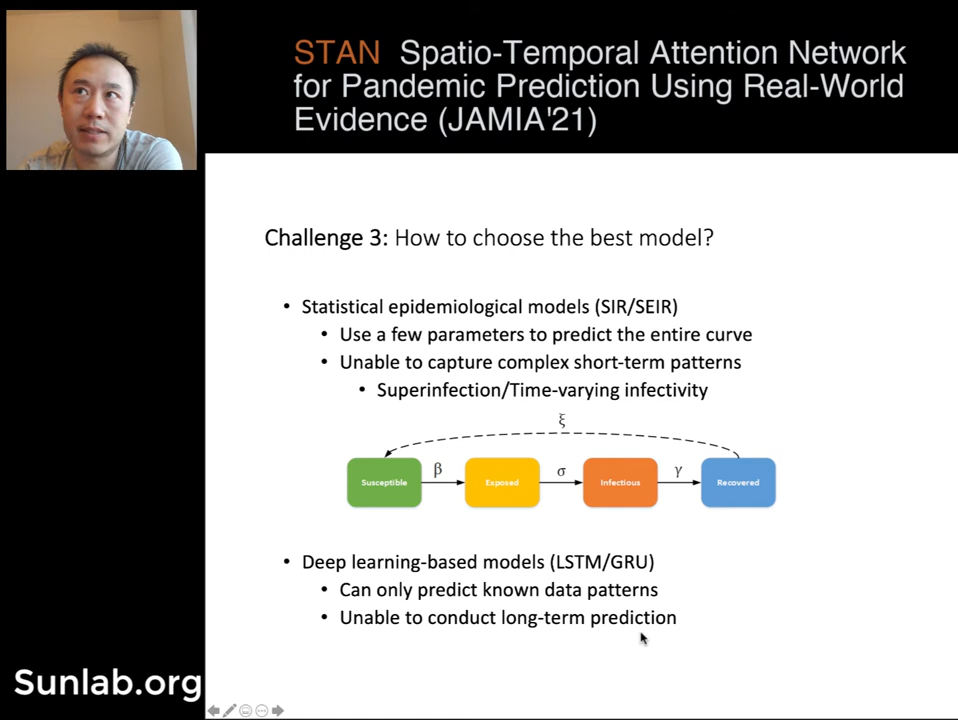 STAN Spatio-Temporal Attention Network
for Pandemic Prediction Using Real-World
Evidence (JAMIA'21)
Challenge 3: How to choose the best model?
• Statistical epidemiological models (SIR/SEIR)
• Use a few parameters to predict the entire curve
• Unable to capture complex short-term patterns
• Superinfection/Time-varying infectivity
ξ
Susceptible β Exposed σ Infectious γ Recovered
• Deep learning-based models (LSTM/GRU)
• Can only predict known data patterns
• Unable to conduct long-term prediction
Sunlab.org